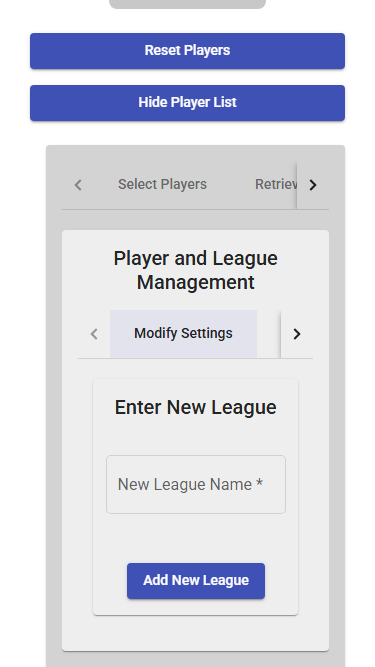 Reset Players
Hide Player List
Select Players
Player and League
Management
Modify Settings
Enter New League
New League Name *
Add New League